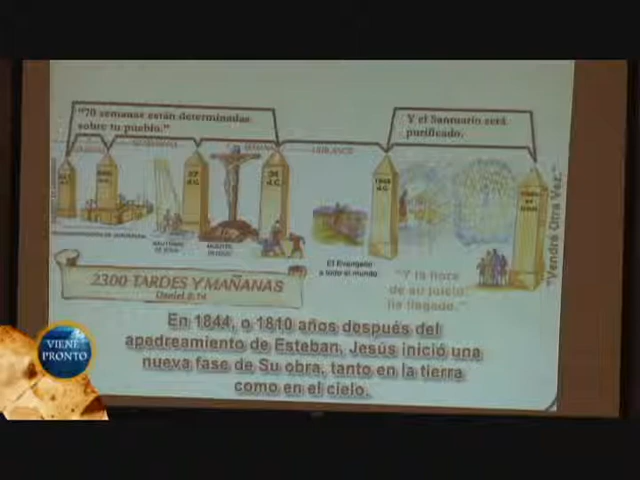 "70 semanas están determinadas
sobre tu pueblo."
Y el Santuario será
purificado.
27
d.C.
34
d.C.
1844
d.C.
El Evangelio
a todo el mundo
"Y la hora
de su juicio
ha llegado."
"Vendré Otra Vez"
2300 TARDES Y MAÑANAS
Daniel 8:14
En 1844, o 1810 años después del
apedreamiento de Esteban, Jesús inició una
nueva fase de Su obra, tanto en la tierra
como en el cielo.
VIENE
PRONTO